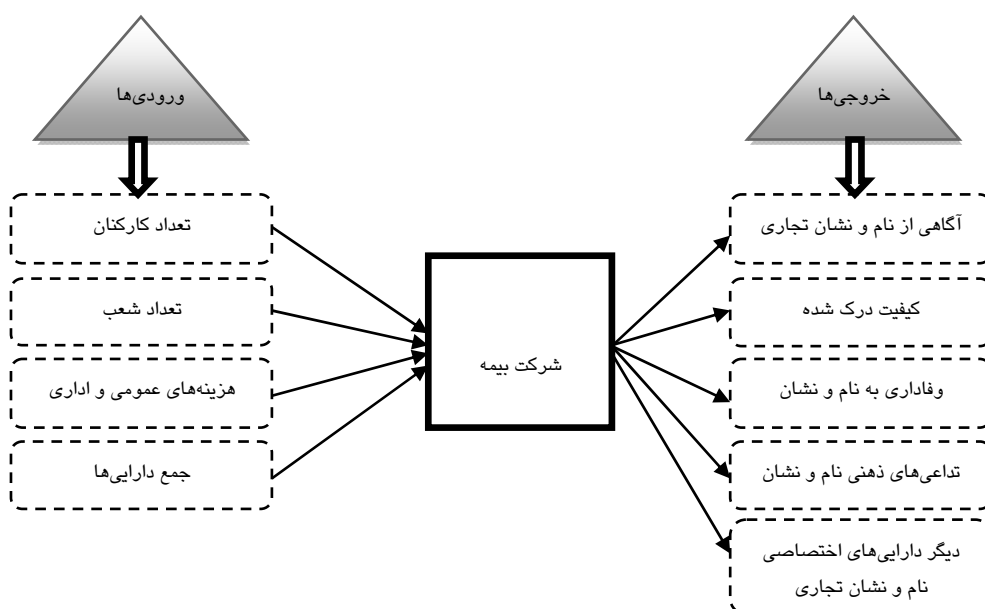 خروجی‌ها
ورودی‌ها
آگاهی از نام و نشان تجاری
کیفیت درک شده
وفاداری به نام و نشان
تداعی‌های ذهنی نام و نشان
دیگر دارایی‌های اختصاصی
نام و نشان تجاری
شرکت بیمه
تعداد کارکنان
تعداد شعب
هزینه‌های عمومی و اداری
جمع دارایی‌ها